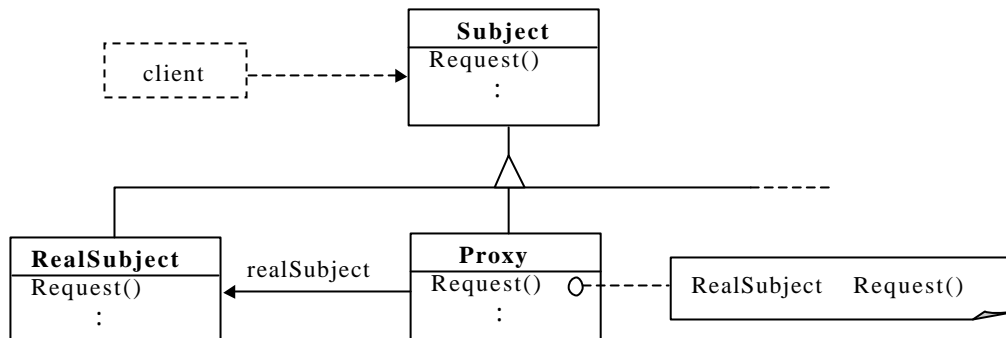 Subject
Request()
:
client
RealSubject
Request()
:
realSubject
Proxy
Request()
:
RealSubject Request()